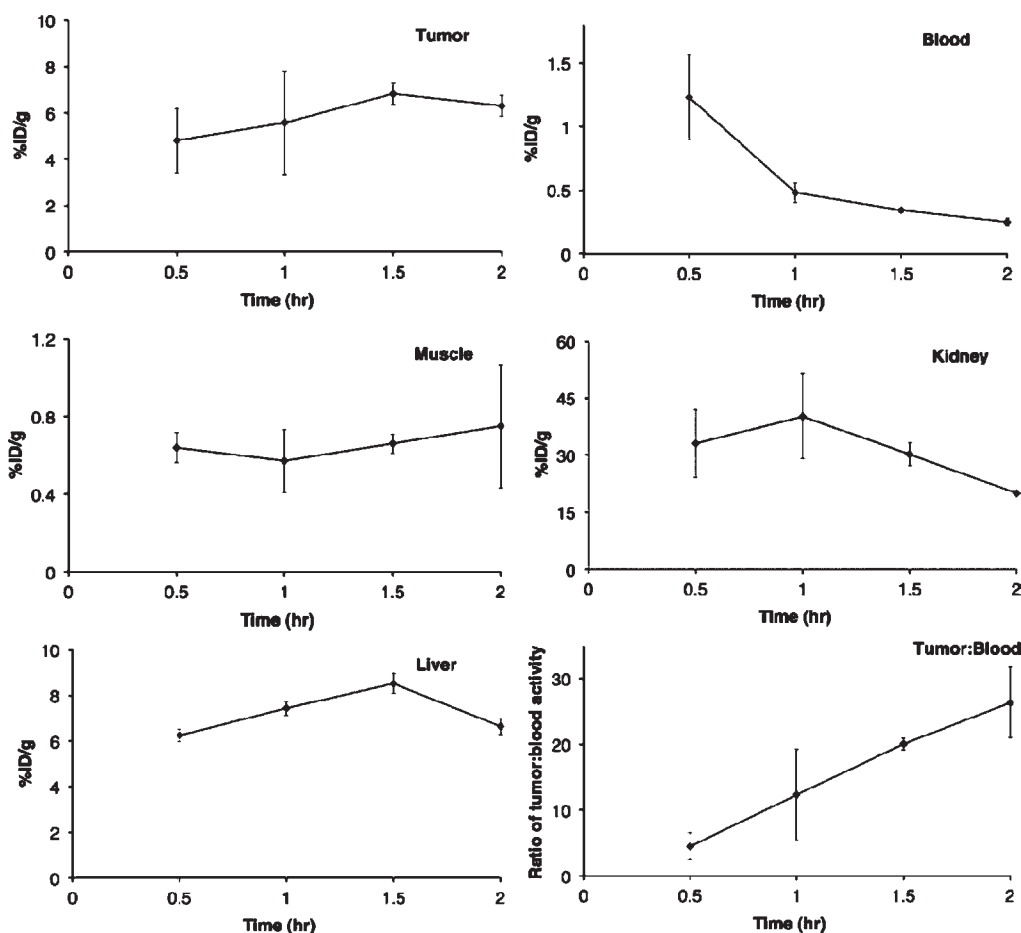 Tumor
%ID/g
10
8
6
4
2
0
0 0.5 1 1.5 2
Time (hr)
Blood
%ID/g
1.5
1
0.5
0
0 0.5 1 1.5 2
Time (hr)
Muscle
%ID/g
1.2
0.8
0.4
0
0 0.5 1 1.5 2
Time (hr)
Kidney
%ID/g
60
45
30
15
0
0 0.5 1 1.5 2
Time (hr)
Liver
%ID/g
10
8
6
4
2
0
0 0.5 1 1.5 2
Time (hr)
Tumor:Blood
Ratio of tumor:blood activity
30
20
10
0
0 0.5 1 1.5 2
Time (hr)